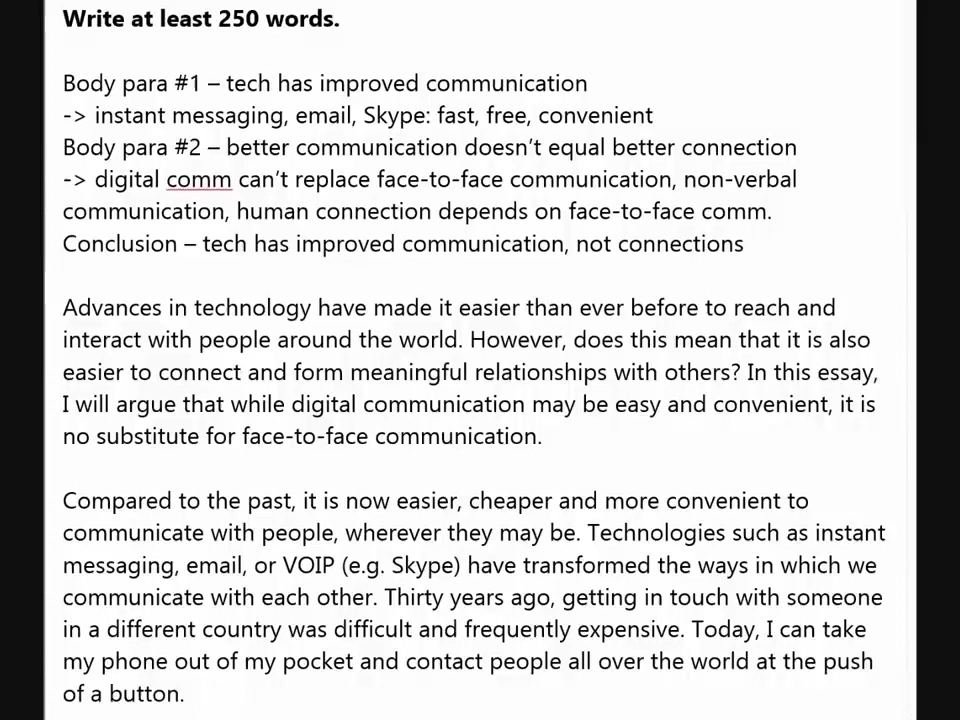 Write at least 250 words.
Body para #1 – tech has improved communication
-> instant messaging, email, Skype: fast, free, convenient
Body para #2 – better communication doesn’t equal better connection
-> digital comm can’t replace face-to-face communication, non-verbal
communication, human connection depends on face-to-face comm.
Conclusion – tech has improved communication, not connections
Advances in technology have made it easier than ever before to reach and
interact with people around the world. However, does this mean that it is also
easier to connect and form meaningful relationships with others? In this essay,
I will argue that while digital communication may be easy and convenient, it is
no substitute for face-to-face communication.
Compared to the past, it is now easier, cheaper and more convenient to
communicate with people, wherever they may be. Technologies such as instant
messaging, email, or VOIP (e.g. Skype) have transformed the ways in which we
communicate with each other. Thirty years ago, getting in touch with someone
in a different country was difficult and frequently expensive. Today, I can take
my phone out of my pocket and contact people all over the world at the push
of a button.